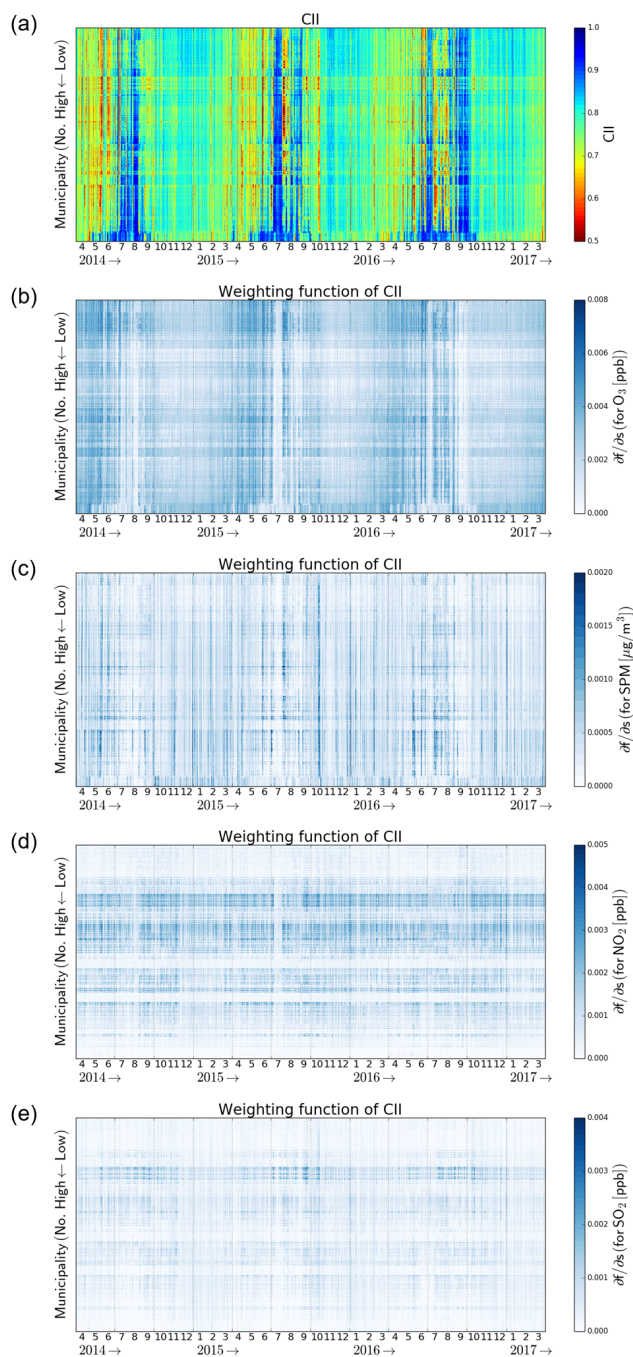 (a)
CII
Municipality (No. High ← Low)
1.0
0.9
0.8
0.7
0.6
0.5
CII
4 5 6 7 8 9 10 11 12 1 2 3 4 5 6 7 8 9 10 11 12 1 2 3 4 5 6 7 8 9 10 11 12 1 2 3
2014 → 2015 → 2016 → 2017 →
(b)
Weighting function of CII
Municipality (No. High ← Low)
0.008
0.006
0.004
0.002
0.000
∂f/∂s (for O₃ [ppb])
4 5 6 7 8 9 10 11 12 1 2 3 4 5 6 7 8 9 10 11 12 1 2 3 4 5 6 7 8 9 10 11 12 1 2 3
2014 → 2015 → 2016 → 2017 →
(c)
Weighting function of CII
Municipality (No. High ← Low)
0.0020
0.0015
0.0010
0.0005
0.0000
∂f/∂s (for SPM [μg/m³])
4 5 6 7 8 9 10 11 12 1 2 3 4 5 6 7 8 9 10 11 12 1 2 3 4 5 6 7 8 9 10 11 12 1 2 3
2014 → 2015 → 2016 → 2017 →
(d)
Weighting function of CII
Municipality (No. High ← Low)
0.005
0.004
0.003
0.002
0.001
0.000
∂f/∂s (for NO₂ [ppb])
4 5 6 7 8 9 10 11 12 1 2 3 4 5 6 7 8 9 10 11 12 1 2 3 4 5 6 7 8 9 10 11 12 1 2 3
2014 → 2015 → 2016 → 2017 →
(e)
Weighting function of CII
Municipality (No. High ← Low)
0.004
0.003
0.002
0.001
0.000
∂f/∂s (for SO₂ [ppb])
4 5 6 7 8 9 10 11 12 1 2 3 4 5 6 7 8 9 10 11 12 1 2 3 4 5 6 7 8 9 10 11 12 1 2 3
2014 → 2015 → 2016 → 2017 →